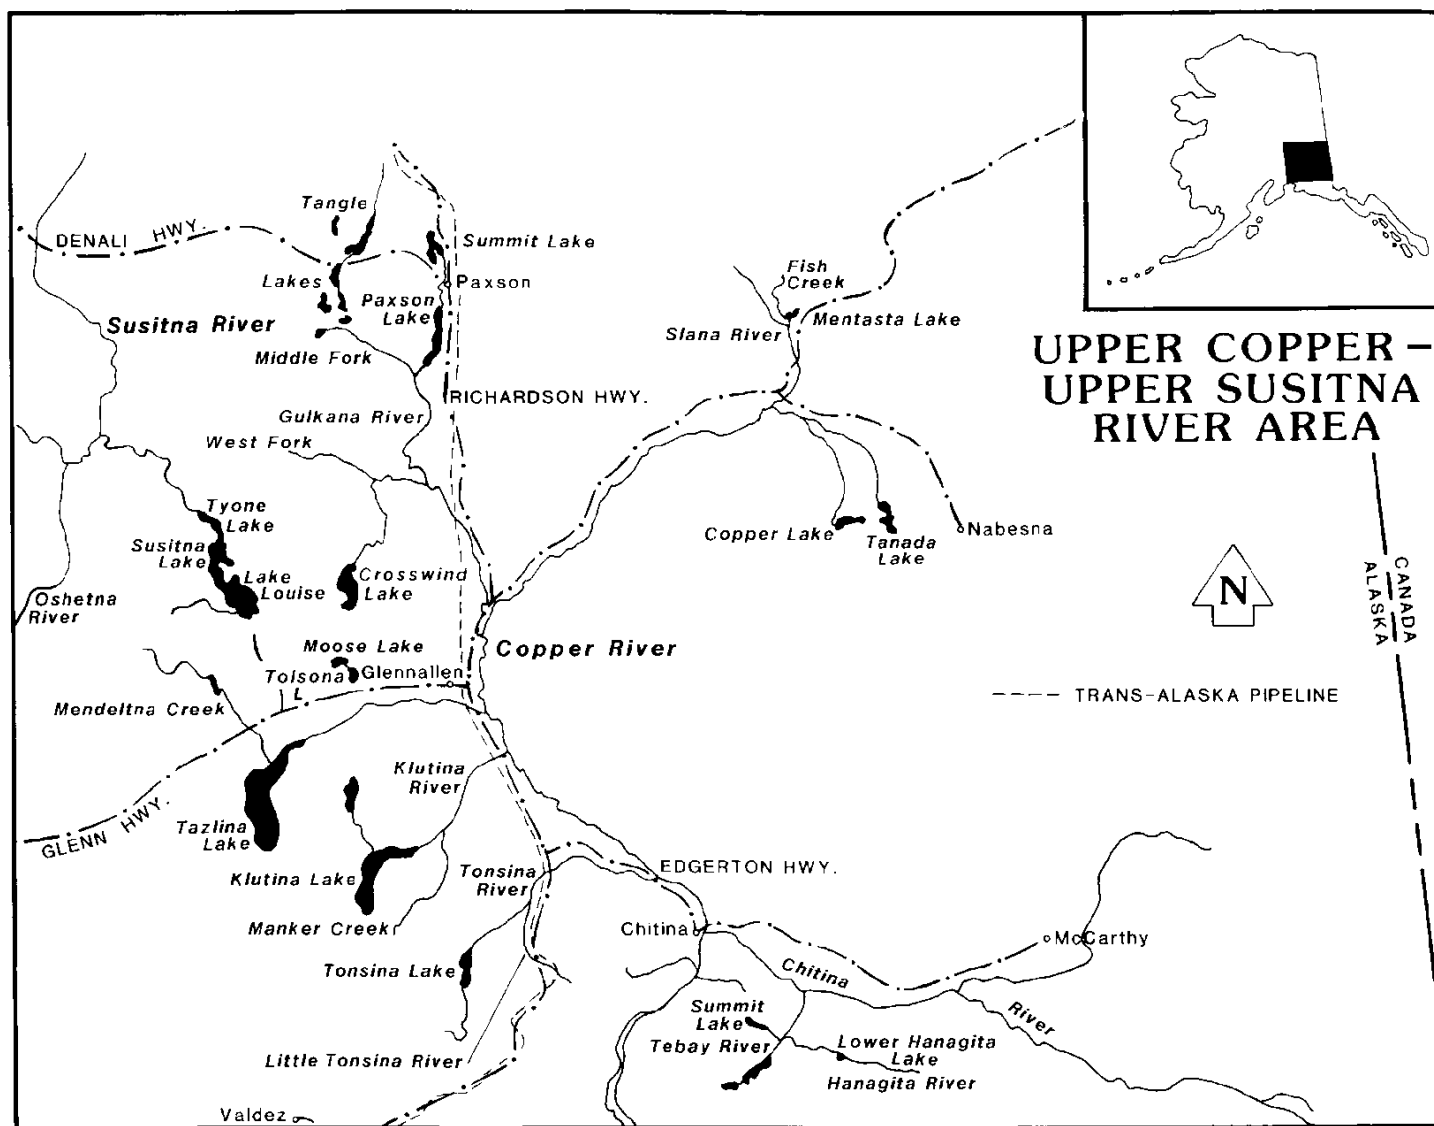 Tangle
DENALI HWY.
Summit Lake
Lakes
Paxson
Paxson
Lake
Susitna River
Middle Fork
Fish
Creek
Mentasta Lake
Slana River
UPPER COPPER –
UPPER SUSITNA
RIVER AREA
RICHARDSON HWY.
Gulkana River
West Fork
Tyone
Lake
Susitna
Lake
Lake
Louise
Crosswind
Lake
Copper Lake
Tanada
Lake
Nabesna
N
CANADA
ALASKA
Oshetna
River
Moose Lake
Copper River
Tolsona
L
Glennallen
Mendeltna Creek
TRANS-ALASKA PIPELINE
Klutina
River
GLENN HWY.
Tazlina
Lake
Klutina Lake
Tonsina
River
EDGERTON HWY.
Manker Creek
Chitina
McCarthy
Tonsina Lake
Chitina
River
Summit
Lake
Tebay River
Lower Hanagita
Lake
Hanagita River
Little Tonsina River
Valdez